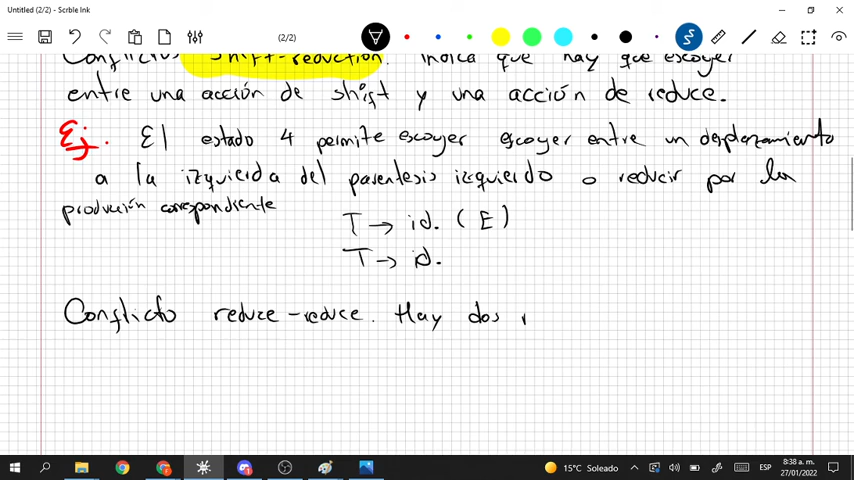 Untitled (2/2) - Scrble Ink
(2/2)
Conflictos shift-reduction. Indica que hay que escoger
entre una acción de shift y una acción de reduce.
Ej. El estado 4 permite escoyer escoyer entre un desplazamiento
a la izquierda del parentesis izquierdo o reducir por la
producción correspondiente
T → id. ( E )
T → id.
Conflicto reduce-reduce. Hay dos
15°C Soleado
ESP
8:38 a. m.
27/01/2022